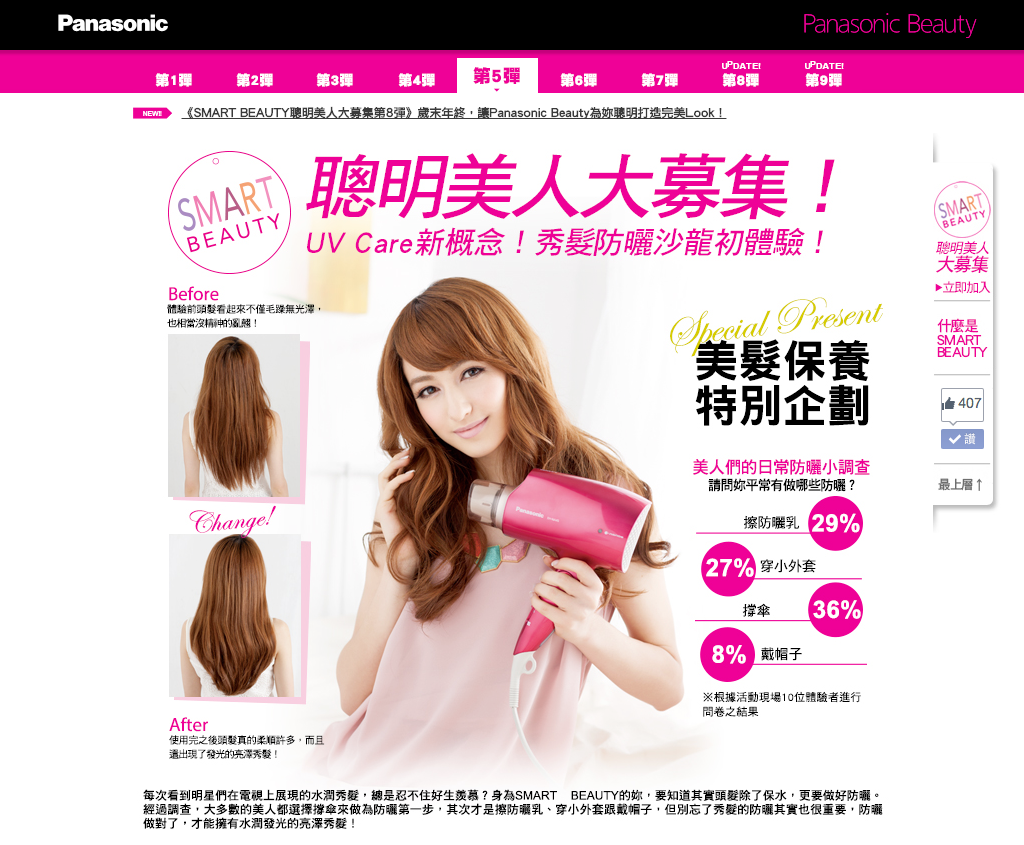 Panasonic
Panasonic Beauty
第1彈 第2彈 第3彈 第4彈 第5彈 第6彈 第7彈 UPDATE! 第8彈 UPDATE! 第9彈
NEW!! 《SMART BEAUTY聰明美人大募集第8彈》歲末年終，讓Panasonic Beauty為妳聰明打造完美Look！
SMART
BEAUTY
聰明美人大募集！
UV Care新概念！秀髮防曬沙龍初體驗！
Before
體驗前頭髮看起來不僅毛躁無光澤，
也相當沒精神的亂翹！
Change!
After
使用完之後頭髮真的柔順許多，而且
還出現了發光的亮澤秀髮！
Panasonic
Special Present
美髮保養
特別企劃
美人們的日常防曬小調查
請問妳平常有做哪些防曬？
擦防曬乳 29%
27% 穿小外套
撐傘 36%
8% 戴帽子
※根據活動現場10位體驗者進行
問卷之結果
每次看到明星們在電視上展現的水潤秀髮，總是忍不住好生羨慕？身為SMART BEAUTY的妳，要知道其實頭髮除了保水，更要做好防曬。
經過調查，大多數的美人都選擇撐傘來做為防曬第一步，其次才是擦防曬乳、穿小外套跟戴帽子，但別忘了秀髮的防曬其實也很重要，防曬
做對了，才能擁有水潤發光的亮澤秀髮！
SMART
BEAUTY
聰明美人
大募集
▶立即加入
什麼是
SMART
BEAUTY
407
讚
最上層↑